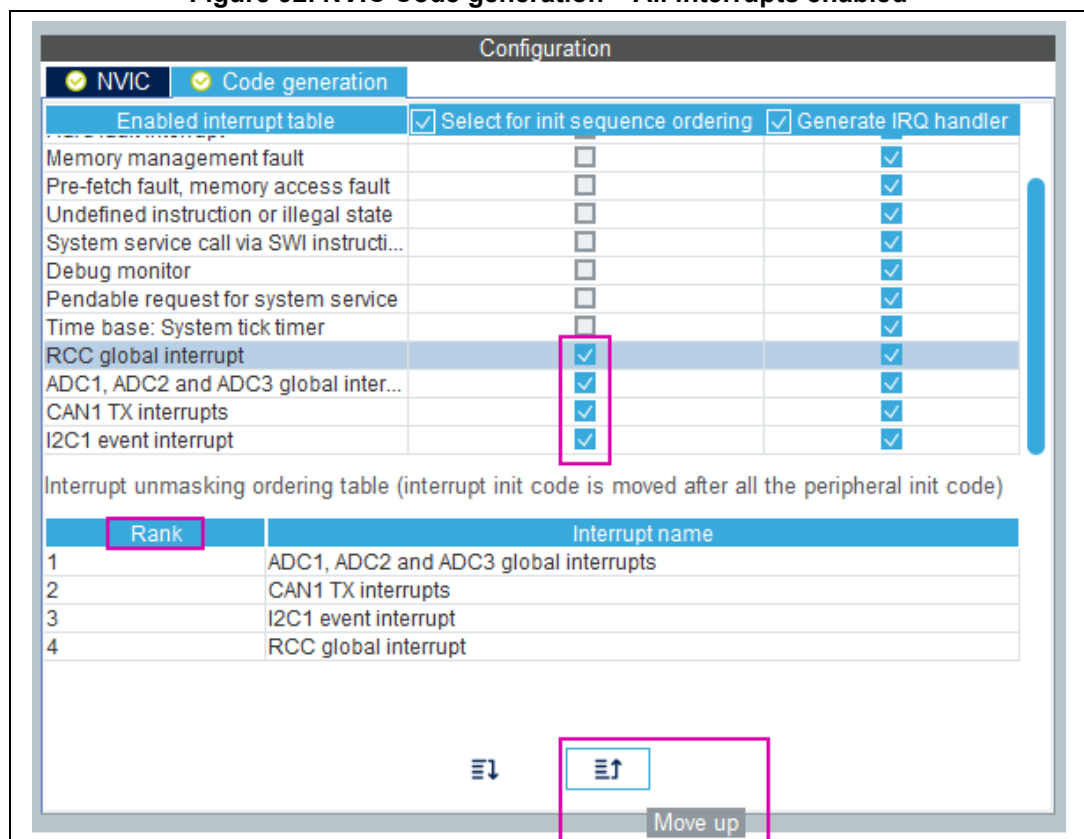 Configuration
NVIC Code generation
Enabled interrupt table Select for init sequence ordering Generate IRQ handler
Memory management fault
Pre-fetch fault, memory access fault
Undefined instruction or illegal state
System service call via SWI instructi...
Debug monitor
Pendable request for system service
Time base: System tick timer
RCC global interrupt
ADC1, ADC2 and ADC3 global inter...
CAN1 TX interrupts
I2C1 event interrupt
Interrupt unmasking ordering table (interrupt init code is moved after all the peripheral init code)
Rank Interrupt name
1 ADC1, ADC2 and ADC3 global interrupts
2 CAN1 TX interrupts
3 I2C1 event interrupt
4 RCC global interrupt
Move up